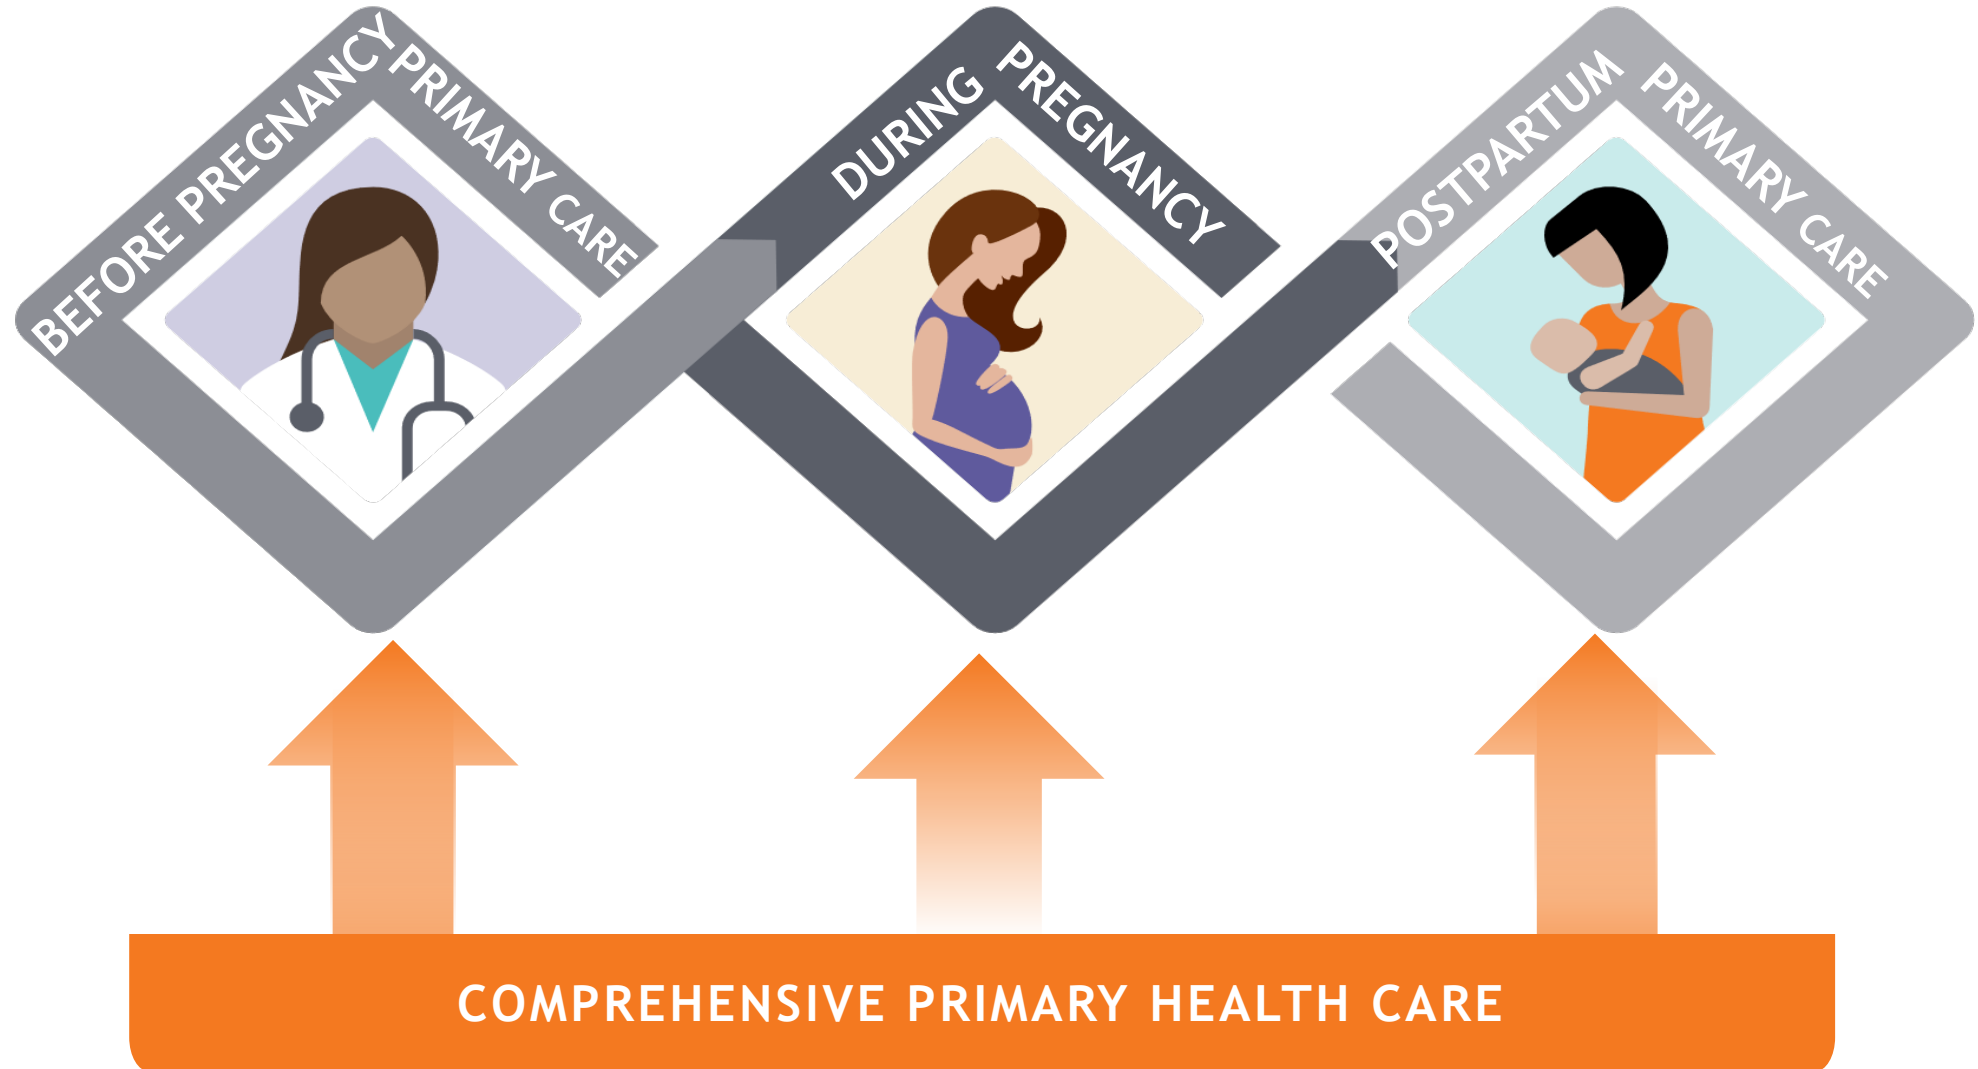 BEFORE PREGNANCY
PRIMARY CARE
DURING
PREGNANCY
POSTPARTUM
PRIMARY CARE
COMPREHENSIVE PRIMARY HEALTH CARE